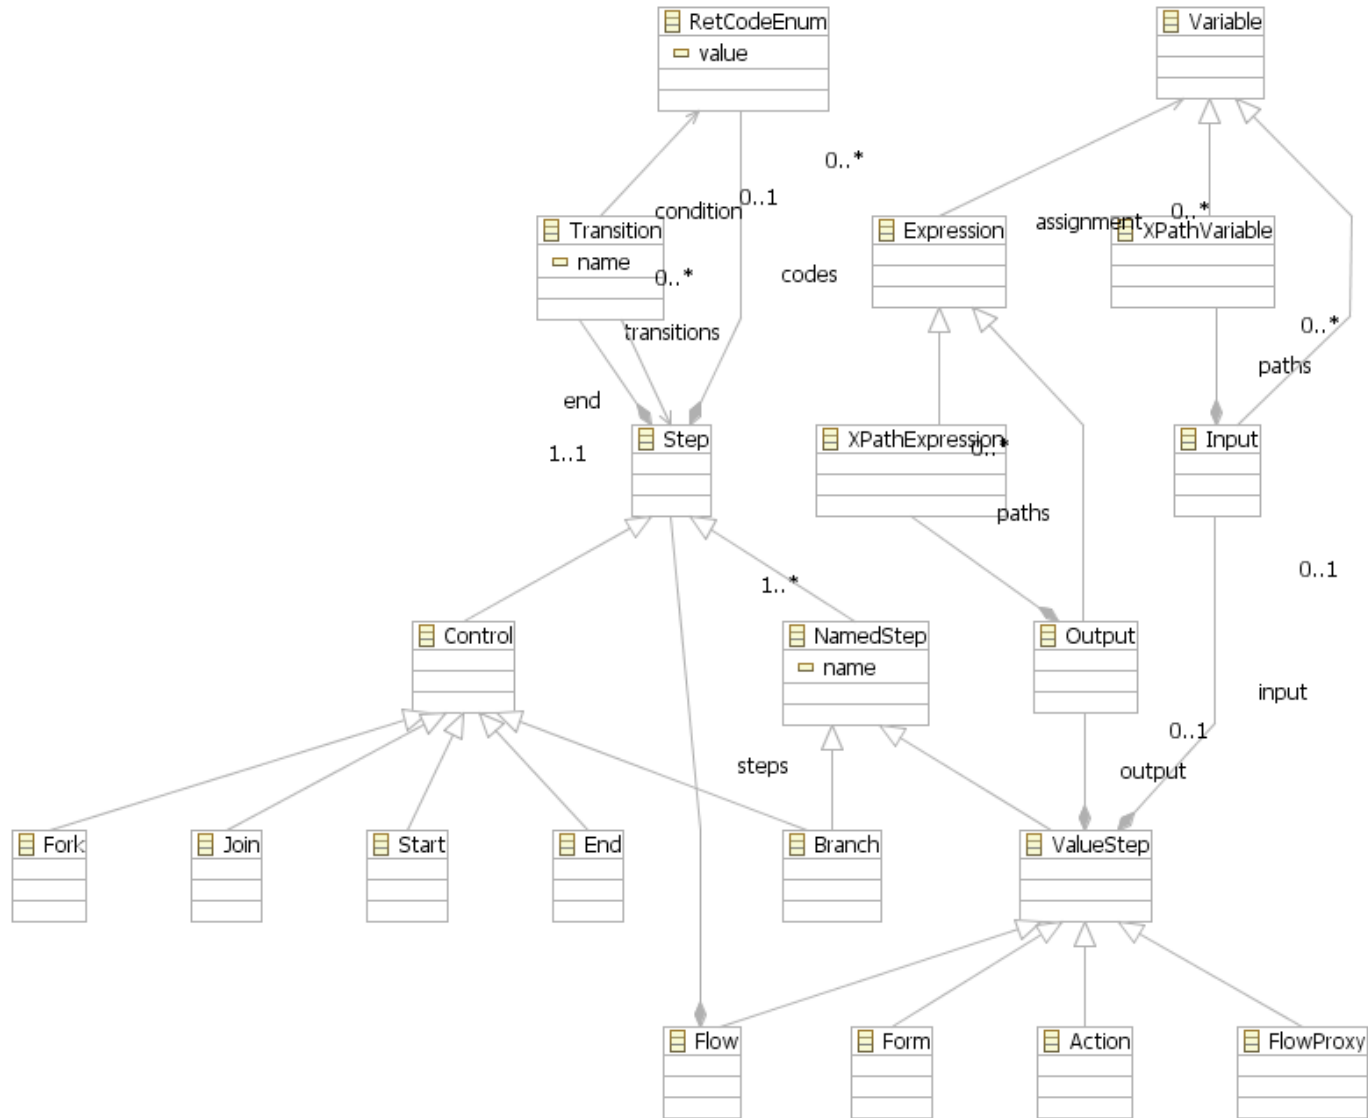 RetCodeEnum
value
Variable
0..*
condition
0..1
0..*
Transition
name
Expression
assignment
XPathVariable
0..*
codes
transitions
0..*
paths
end
1..1
Step
XPathExpression
0..*
Input
paths
1..*
0..1
Control
NamedStep
name
Output
input
0..1
steps
output
Fork
Join
Start
End
Branch
ValueStep
Flow
Form
Action
FlowProxy